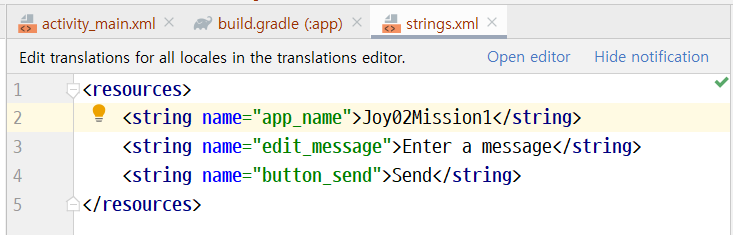 activity_main.xml build.gradle (:app) strings.xml
Edit translations for all locales in the translations editor. Open editor Hide notification
1 <resources>
2 <string name="app_name">Joy02Mission1</string>
3 <string name="edit_message">Enter a message</string>
4 <string name="button_send">Send</string>
5 </resources>